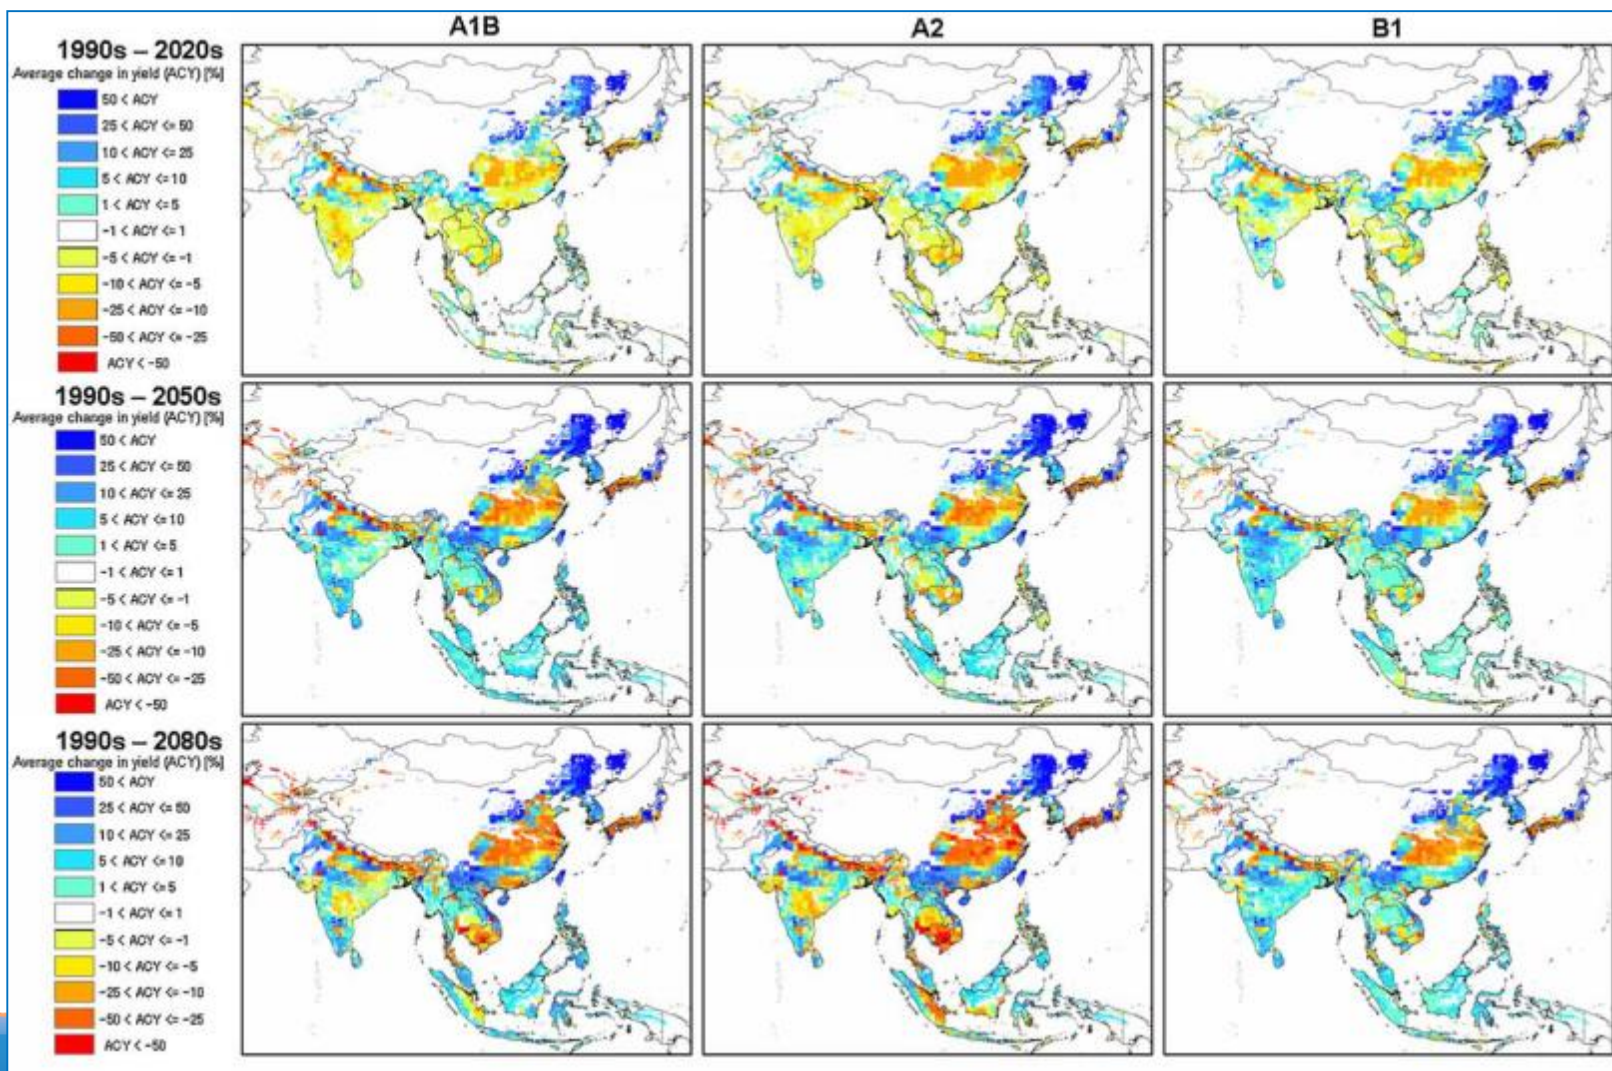 A1B
A2
B1
1990s – 2020s
Average change in yield (ACY) [%]
50 < ACY
25 < ACY <= 50
10 < ACY <= 25
5 < ACY <= 10
1 < ACY <= 5
-1 < ACY <= 1
-5 < ACY <= -1
-10 < ACY <= -5
-25 < ACY <= -10
-50 < ACY <= -25
ACY < -50
1990s – 2050s
Average change in yield (ACY) [%]
50 < ACY
25 < ACY <= 50
10 < ACY <= 25
5 < ACY <= 10
1 < ACY <= 5
-1 < ACY <= 1
-5 < ACY <= -1
-10 < ACY <= -5
-25 < ACY <= -10
-50 < ACY <= -25
ACY < -50
1990s – 2080s
Average change in yield (ACY) [%]
50 < ACY
25 < ACY <= 50
10 < ACY <= 25
5 < ACY <= 10
1 < ACY <= 5
-1 < ACY <= 1
-5 < ACY <= -1
-10 < ACY <= -5
-25 < ACY <= -10
-50 < ACY <= -25
ACY < -50